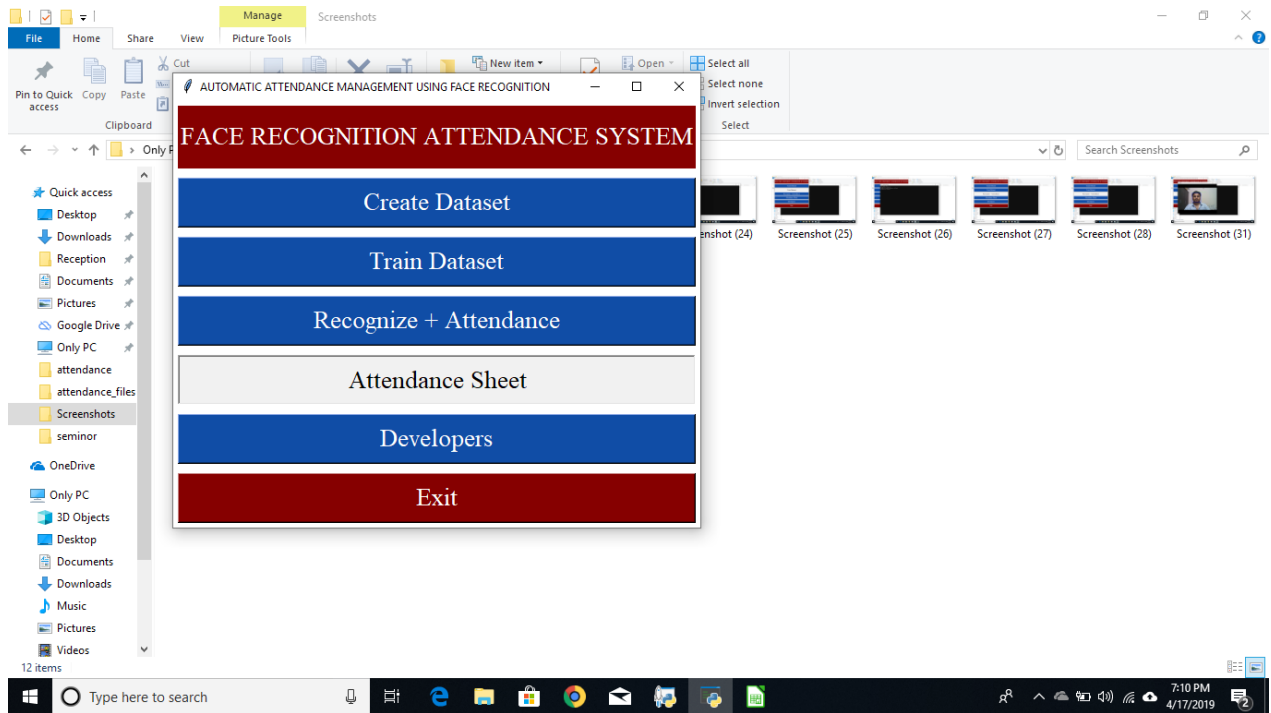 Manage
Screenshots
File
Home
Share
View
Picture Tools
Pin to Quick access
Copy
Paste
Cut
New item
Open
Select all
Select none
Invert selection
Clipboard
Select
AUTOMATIC ATTENDANCE MANAGEMENT USING FACE RECOGNITION
FACE RECOGNITION ATTENDANCE SYSTEM
Create Dataset
Train Dataset
Recognize + Attendance
Attendance Sheet
Developers
Exit
Only
Search Screenshots
Quick access
Desktop
Downloads
Reception
Documents
Pictures
Google Drive
Only PC
attendance
attendance_files
Screenshots
seminor
OneDrive
Only PC
3D Objects
Desktop
Documents
Downloads
Music
Pictures
Videos
enshot (24)
Screenshot (25)
Screenshot (26)
Screenshot (27)
Screenshot (28)
Screenshot (31)
12 items
Type here to search
7:10 PM
4/17/2019
2